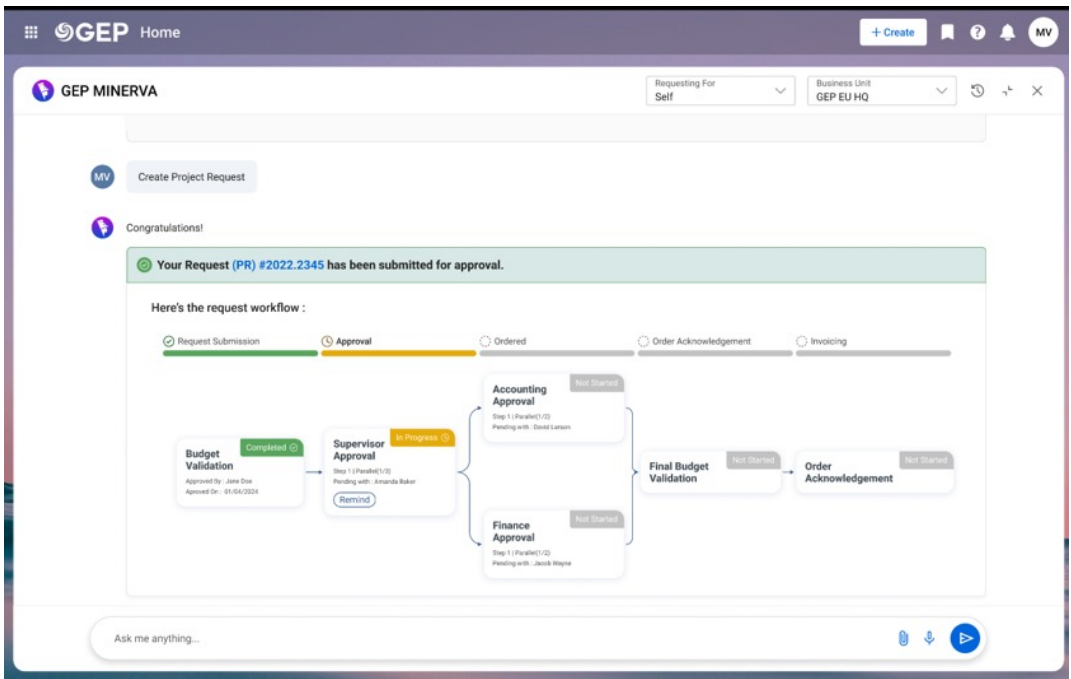 GEP Home
+ Create
MV
GEP MINERVA
Requesting For
Self
Business Unit
GEP EU HQ
MV
Create Project Request
Congratulations!
Your Request (PR) #2022.2345 has been submitted for approval.
Here's the request workflow :
Request Submission
Approval
Ordered
Order Acknowledgement
Invoicing
Budget
Validation
Completed
Approved By : Jane Doe
Aproved On : 01/04/2024
Supervisor
Approval
In Progress
Step 1 | Parallel(1/3)
Pending with : Amanda Baker
Remind
Accounting
Approval
Not Started
Step 1 | Parallel(1/2)
Pending with : David Larson
Finance
Approval
Not Started
Step 1 | Parallel(1/2)
Pending with : Jacob Wayne
Final Budget
Validation
Not Started
Order
Acknowledgement
Not Started
Ask me anything...